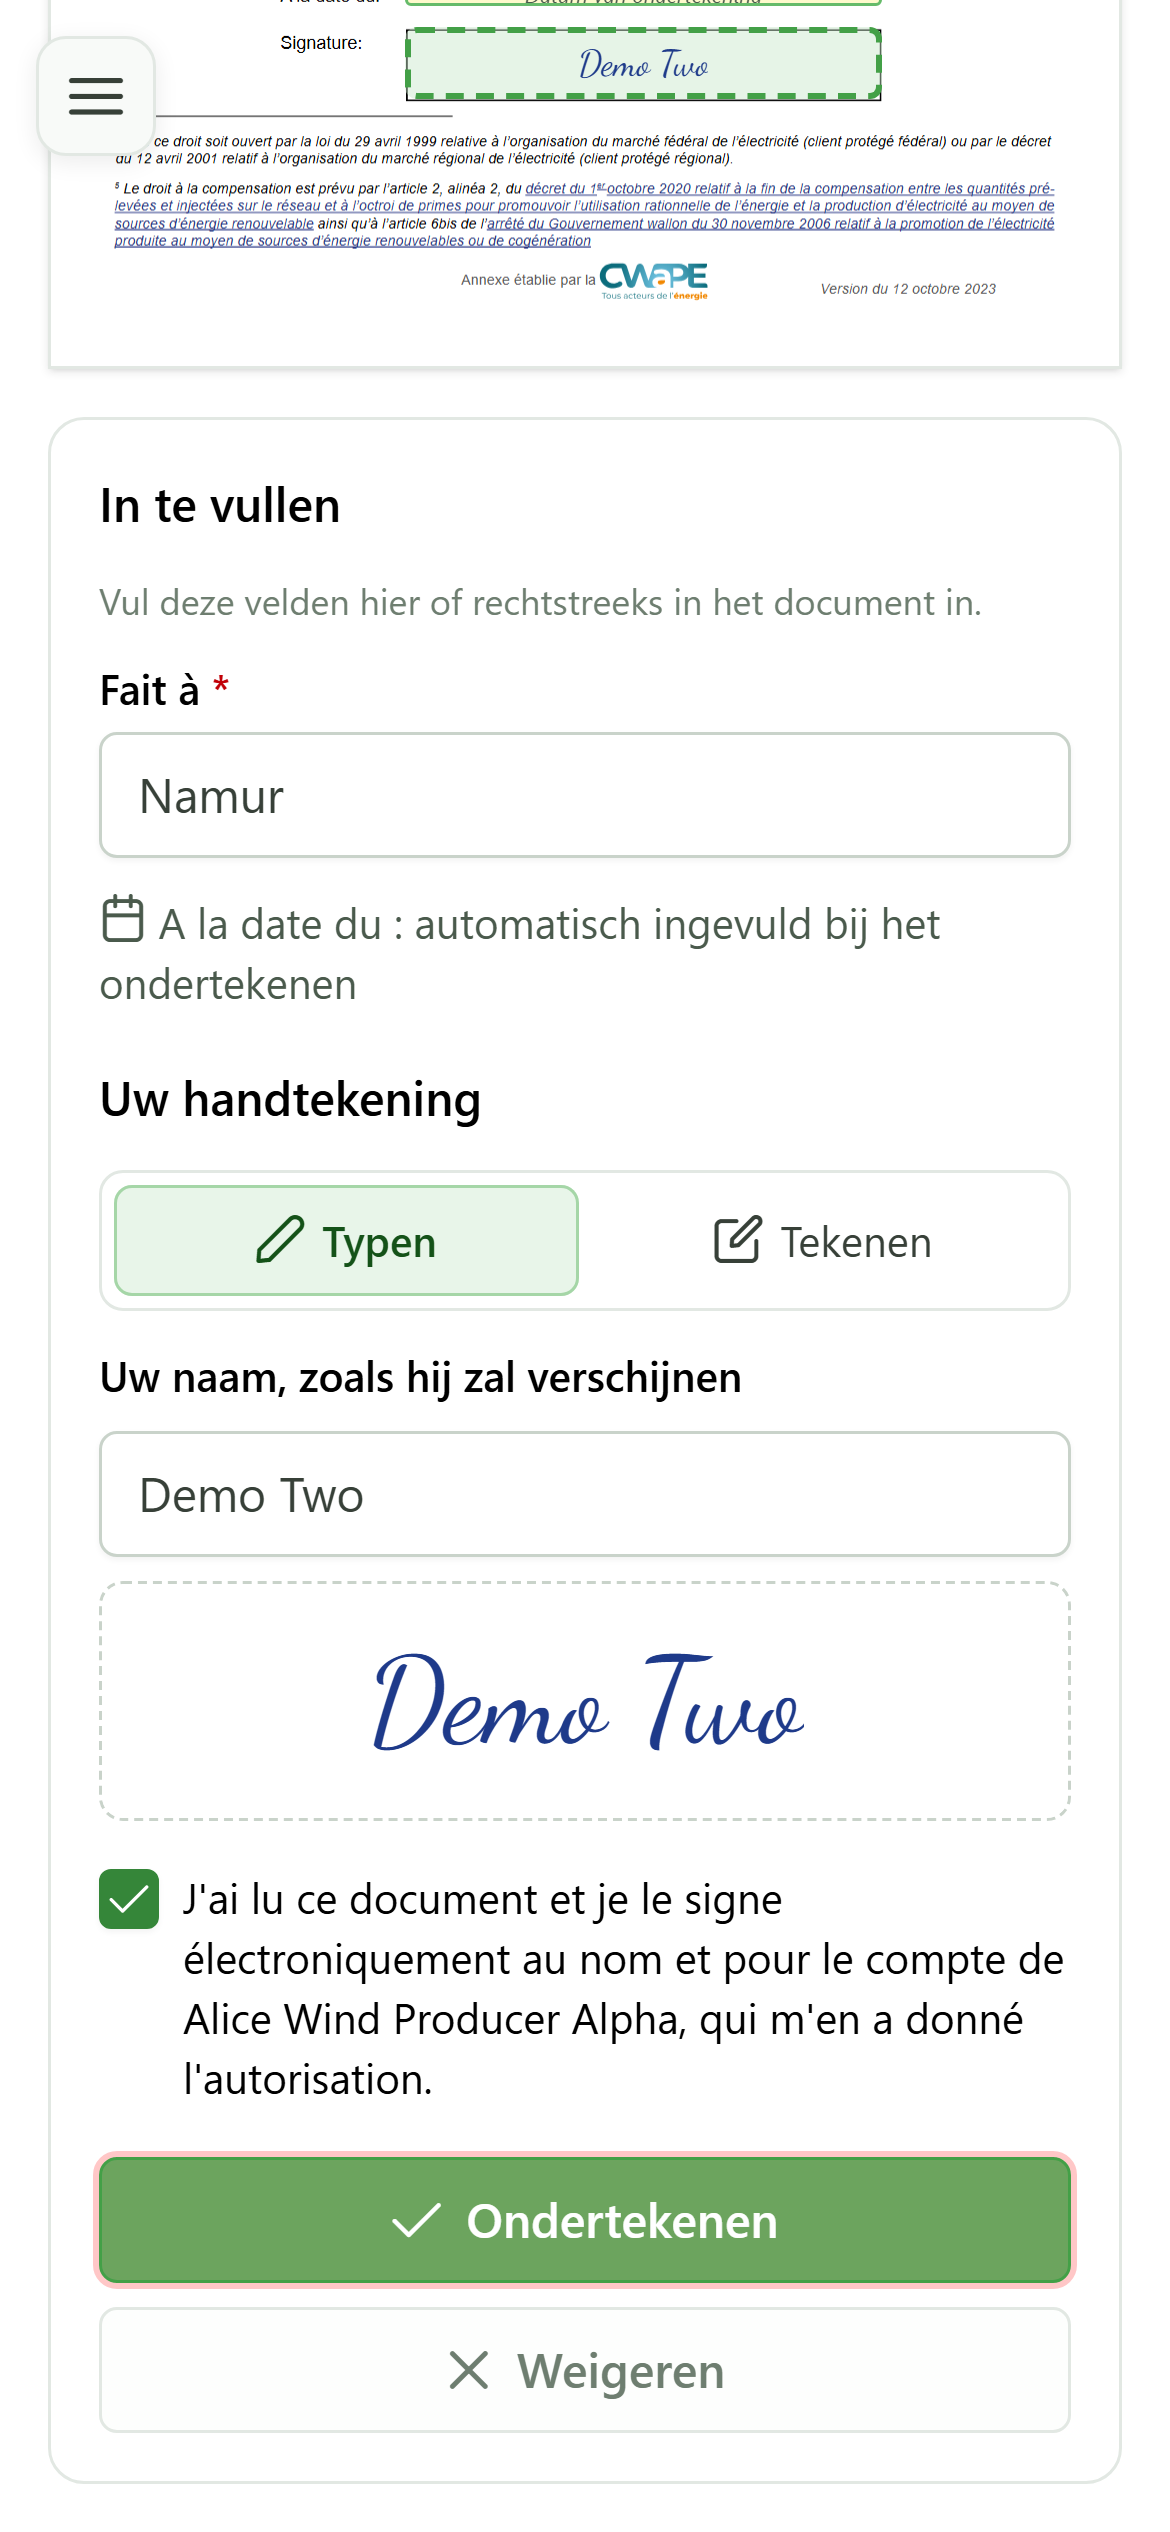 Signature:
Demo Two
ce droit soit ouvert par la loi du 29 avril 1999 relative à l'organisation du marché fédéral de l'électricité (client protégé fédéral) ou par le décret
du 12 avril 2001 relatif à l'organisation du marché régional de l'électricité (client protégé régional).
⁵ Le droit à la compensation est prévu par l'article 2, alinéa 2, du décret du 1er octobre 2020 relatif à la fin de la compensation entre les quantités pré-
levées et injectées sur le réseau et à l'octroi de primes pour promouvoir l'utilisation rationnelle de l'énergie et la production d'électricité au moyen de
sources d'énergie renouvelable ainsi qu'à l'article 6bis de l'arrêté du Gouvernement wallon du 30 novembre 2006 relatif à la promotion de l'électricité
produite au moyen de sources d'énergie renouvelables ou de cogénération
Annexe établie par la CWaPE
Tous acteurs de l'énergie
Version du 12 octobre 2023
In te vullen
Vul deze velden hier of rechtstreeks in het document in.
Fait à *
Namur
A la date du : automatisch ingevuld bij het
ondertekenen
Uw handtekening
Typen
Tekenen
Uw naam, zoals hij zal verschijnen
Demo Two
Demo Two
J'ai lu ce document et je le signe
électroniquement au nom et pour le compte de
Alice Wind Producer Alpha, qui m'en a donné
l'autorisation.
Ondertekenen
Weigeren